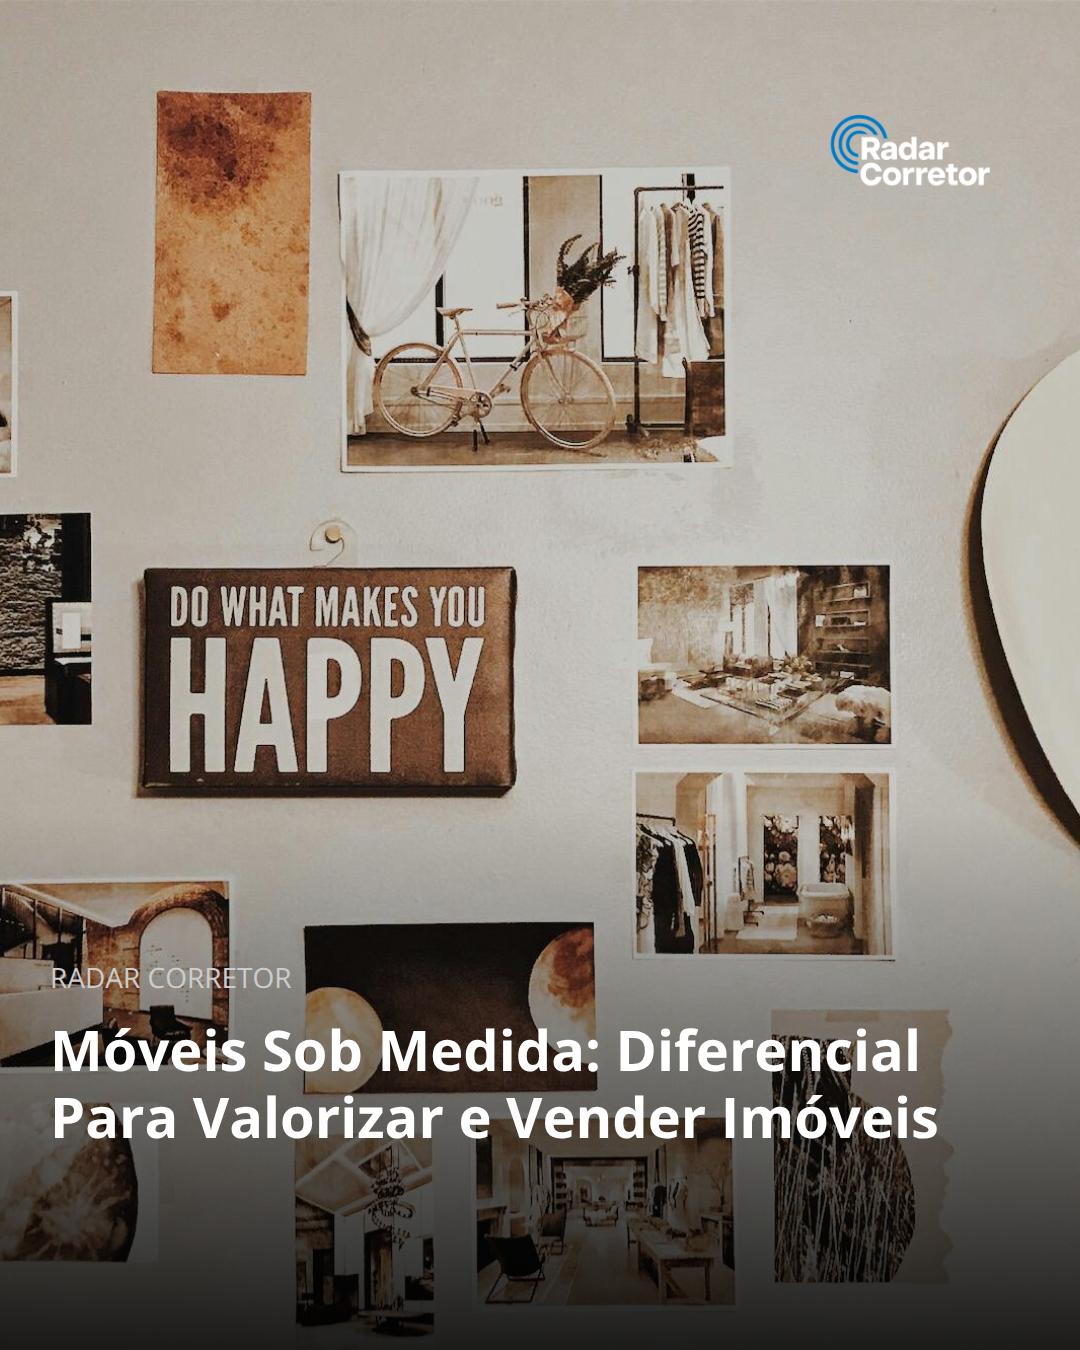 Radar
Corretor
DO WHAT MAKES YOU
HAPPY
RADAR CORRETOR
Móveis Sob Medida: Diferencial
Para Valorizar e Vender Imóveis